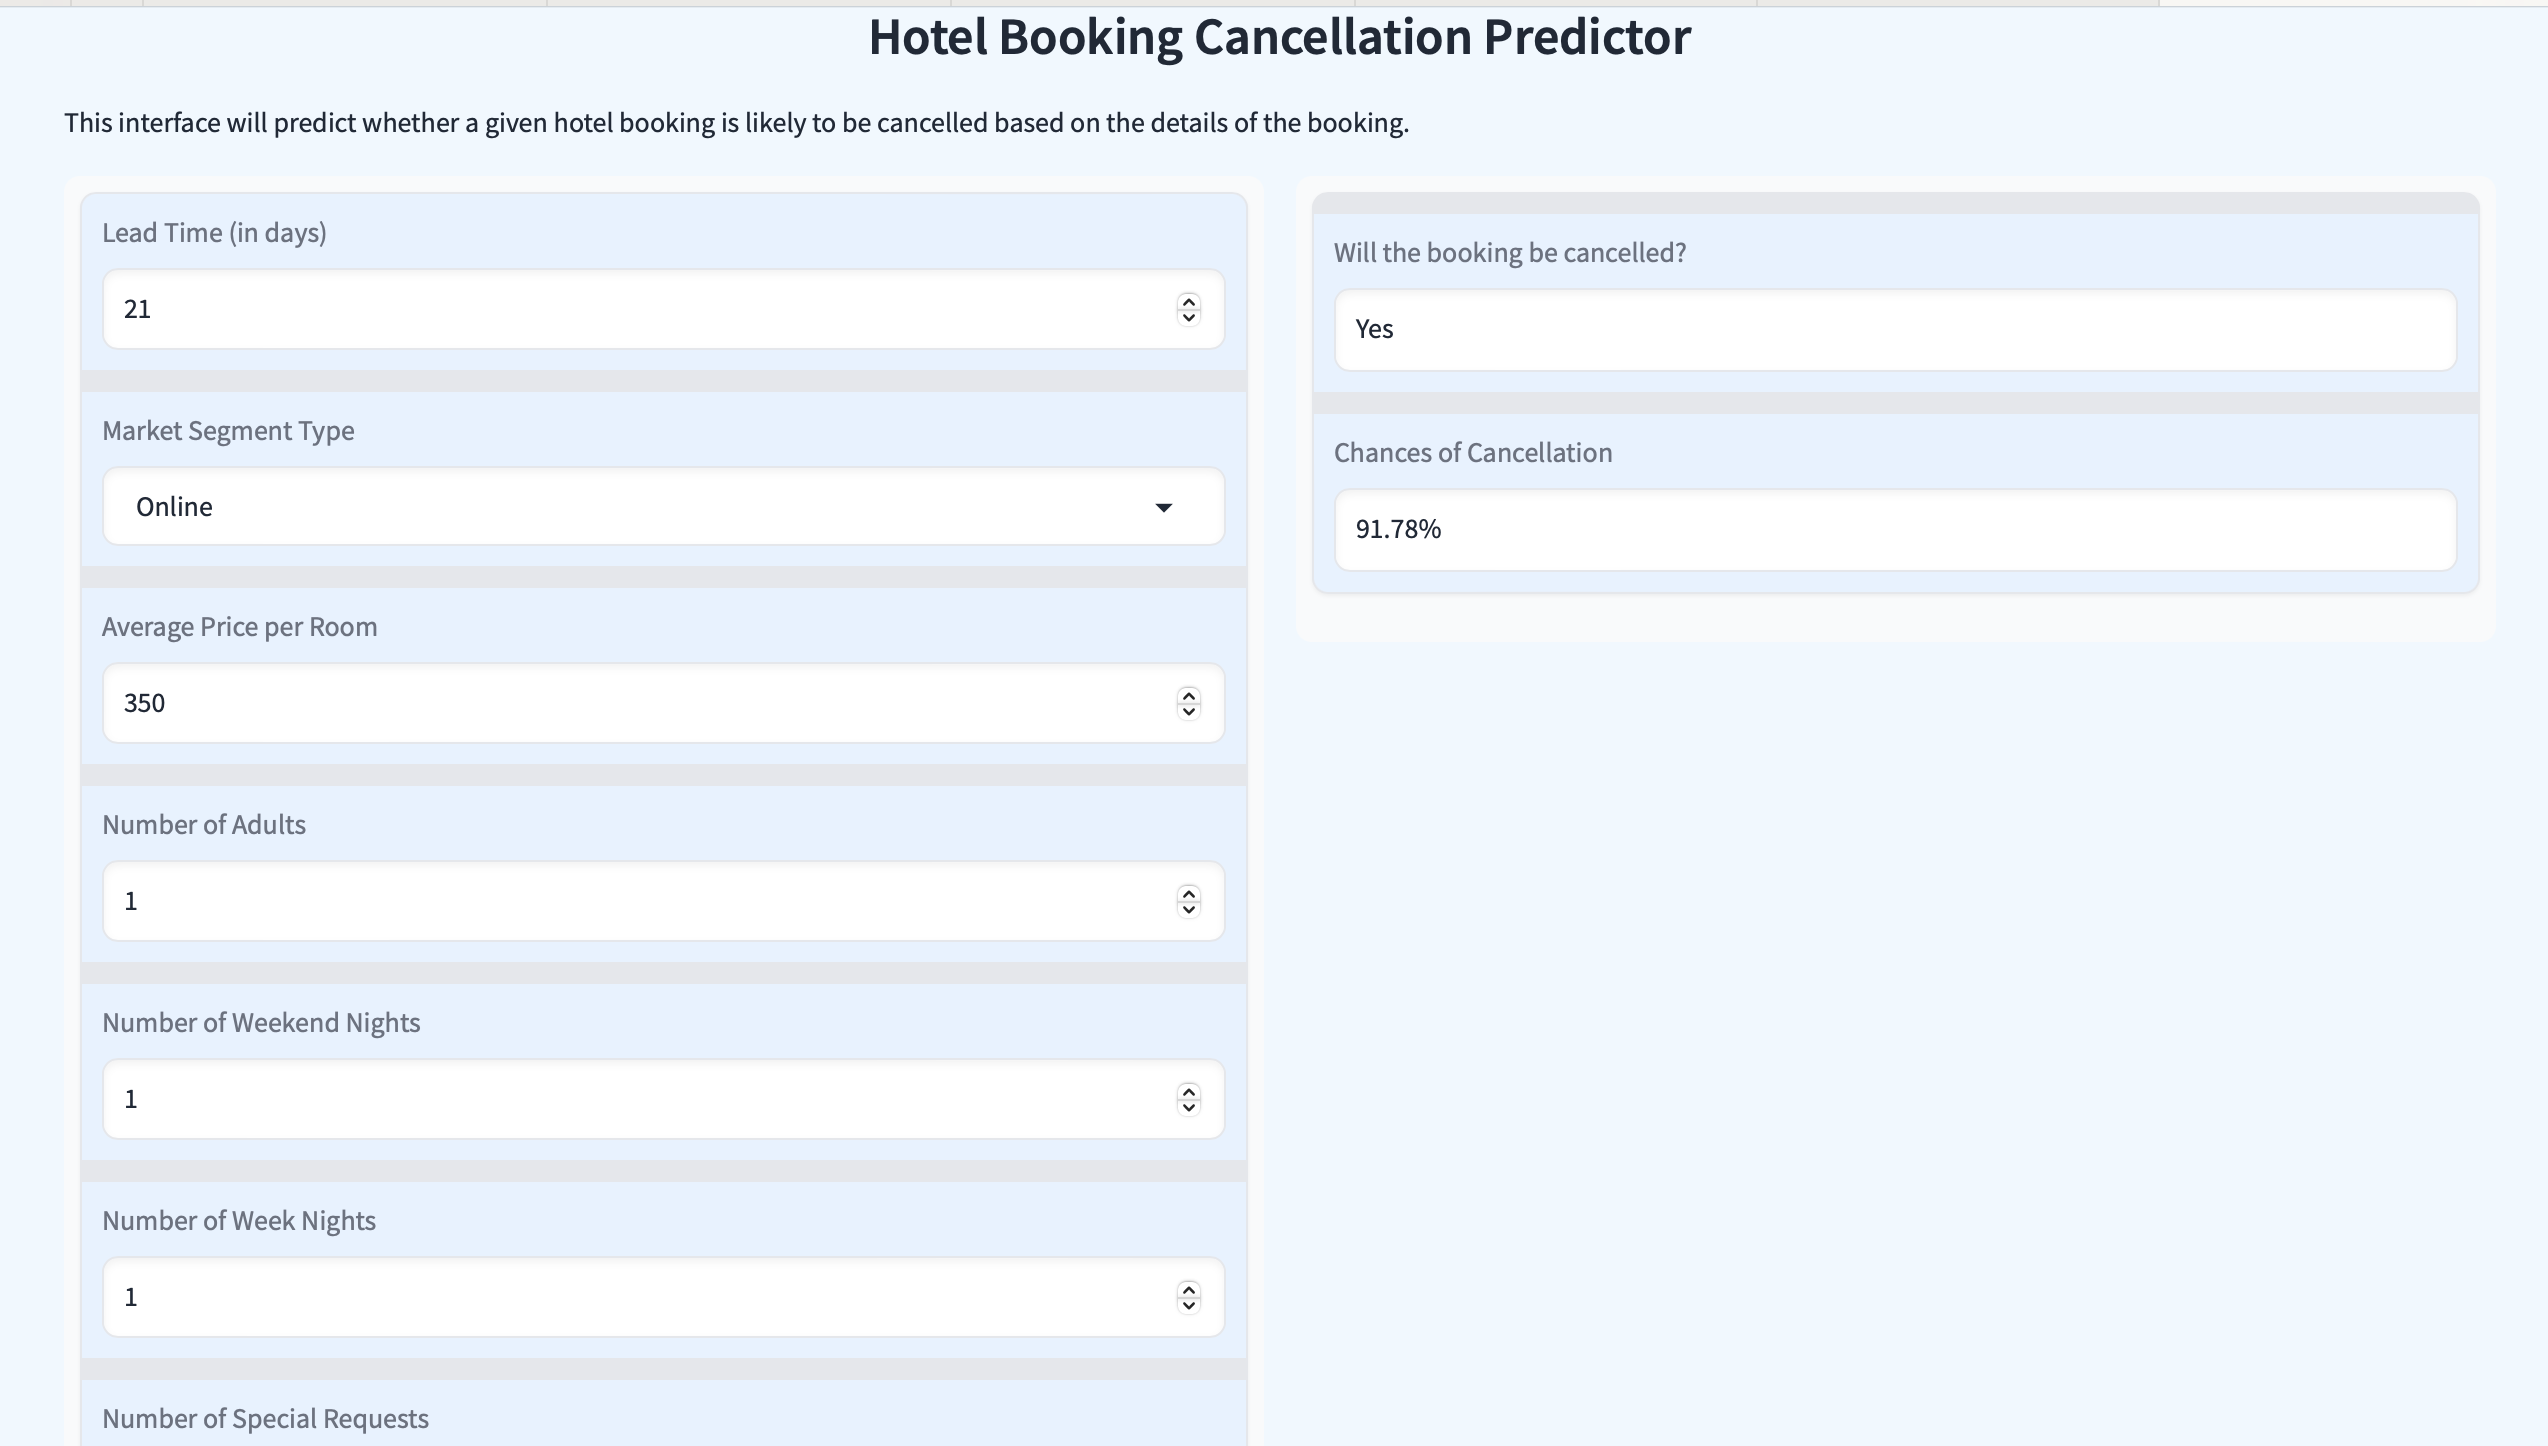 Hotel Booking Cancellation Predictor
This interface will predict whether a given hotel booking is likely to be cancelled based on the details of the booking.
Lead Time (in days)
21
Market Segment Type
Online
Average Price per Room
350
Number of Adults
1
Number of Weekend Nights
1
Number of Week Nights
1
Number of Special Requests
Will the booking be cancelled?
Yes
Chances of Cancellation
91.78%